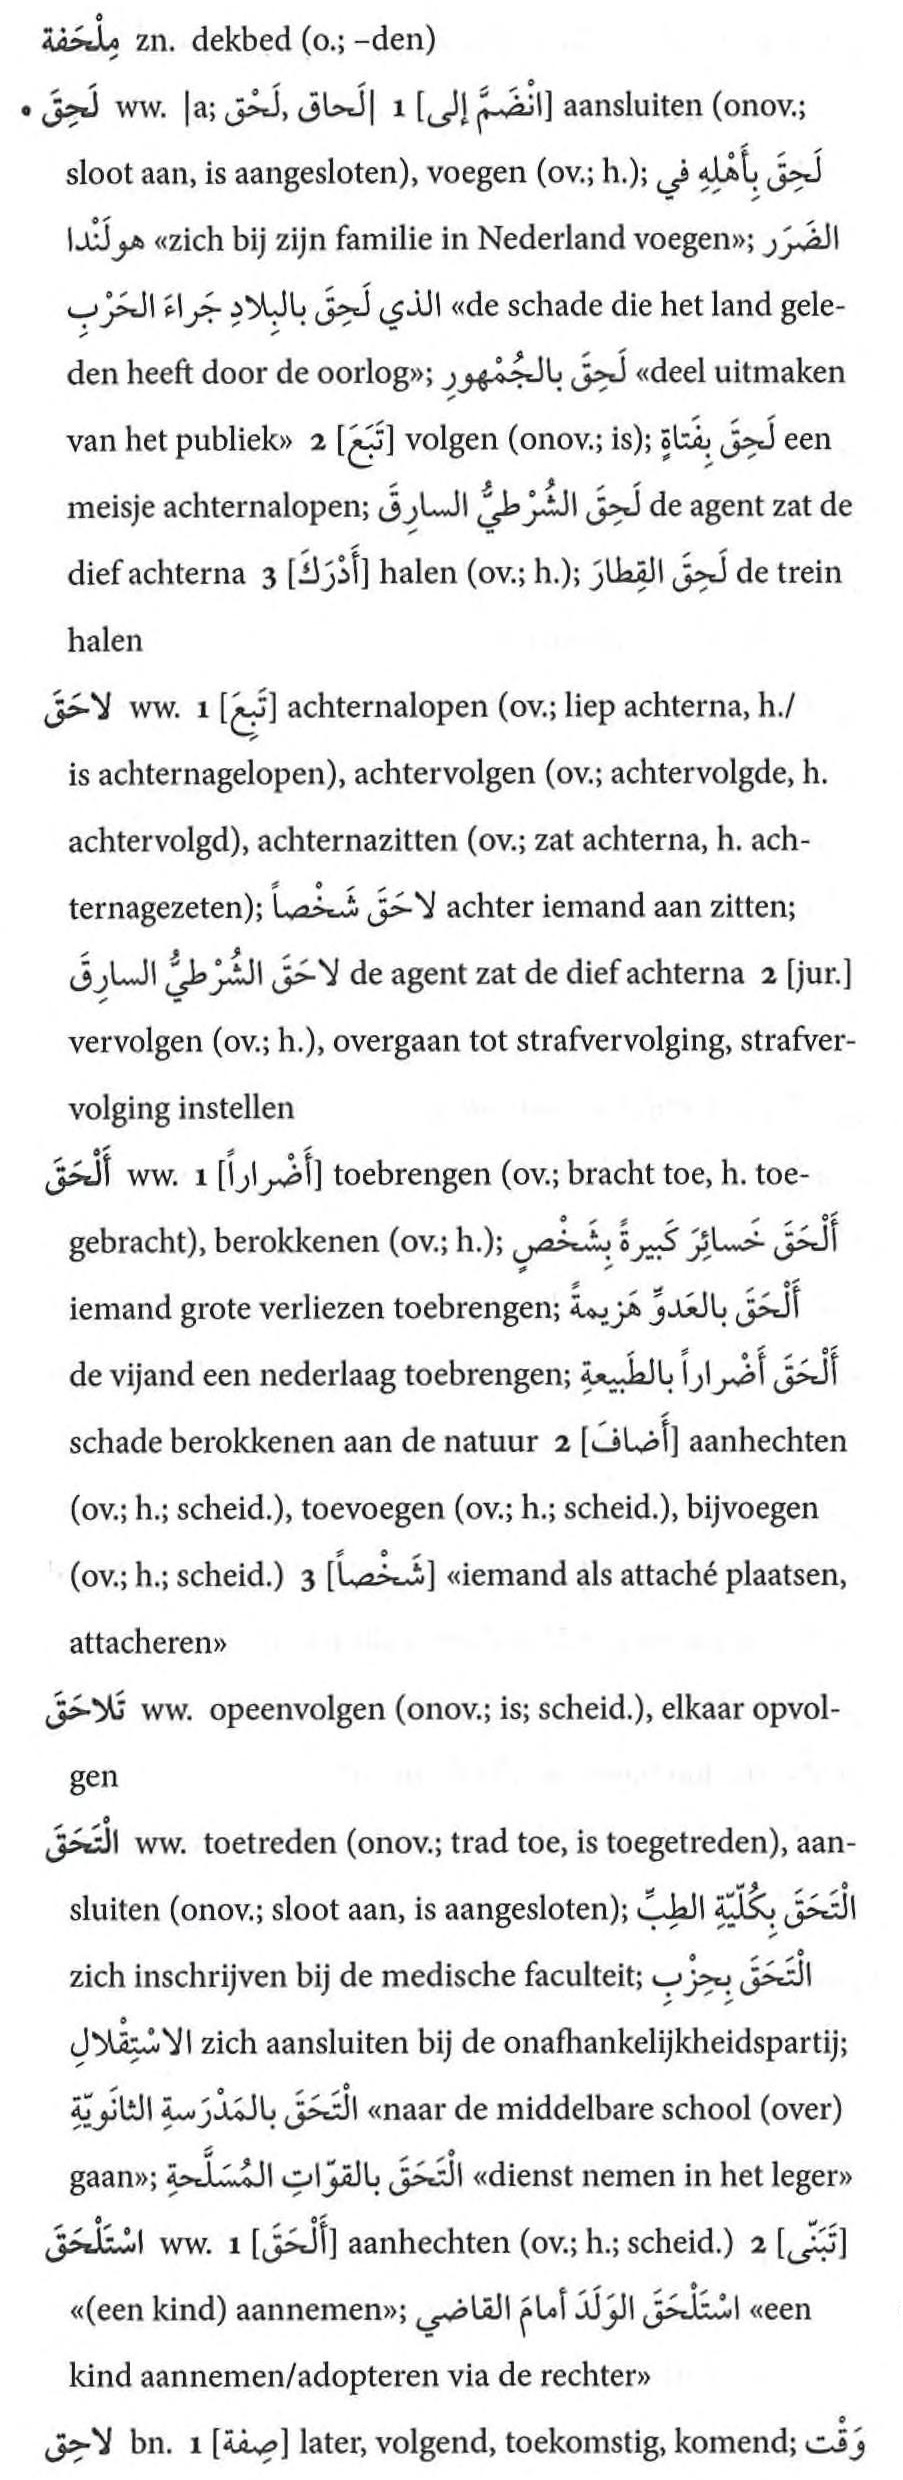 مِلْحَفة zn. dekbed (o.; –den)
• لَحِقَ ww. |a; لَحْق, لَحاق| 1 [انْضَمَّ إلى] aansluiten (onov.;
sloot aan, is aangesloten), voegen (ov.; h.); لَحِقَ بِأَهْلِهِ في
هولَنْدا «zich bij zijn familie in Nederland voegen»; الضَرَر
الذي لَحِقَ بالبِلادِ جَراءَ الحَرْبِ «de schade die het land gele-
den heeft door de oorlog»; لَحِقَ بالجُمْهورِ «deel uitmaken
van het publiek» 2 [تَبَعَ] volgen (onov.; is); لَحِقَ بِفَتاةٍ een
meisje achternalopen; لَحِقَ الشُرْطيُّ السارِقَ de agent zat de
dief achterna 3 [أَدْرَكَ] halen (ov.; h.); لَحِقَ القِطارَ de trein
halen
لاحَقَ ww. 1 [تَبِعَ] achternalopen (ov.; liep achterna, h./
is achternagelopen), achtervolgen (ov.; achtervolgde, h.
achtervolgd), achternazitten (ov.; zat achterna, h. ach-
ternagezeten); لاحَقَ شَخْصاً achter iemand aan zitten;
لاحَقَ الشُرْطيُّ السارِقَ de agent zat de dief achterna 2 [jur.]
vervolgen (ov.; h.), overgaan tot strafvervolging, strafver-
volging instellen
أَلْحَقَ ww. 1 [أَضْراراً] toebrengen (ov.; bracht toe, h. toe-
gebracht), berokkenen (ov.; h.); أَلْحَقَ خَسائِرَ كَبيرةً بِشَخْصٍ
iemand grote verliezen toebrengen; أَلْحَقَ بالعَدوِّ هَزيمةً
de vijand een nederlaag toebrengen; أَلْحَقَ أَضْراراً بالطَبيعةِ
schade berokkenen aan de natuur 2 [أَضافَ] aanhechten
(ov.; h.; scheid.), toevoegen (ov.; h.; scheid.), bijvoegen
(ov.; h.; scheid.) 3 [شَخْصاً] «iemand als attaché plaatsen,
attacheren»
تَلاحَقَ ww. opeenvolgen (onov.; is; scheid.), elkaar opvol-
gen
الْتَحَقَ ww. toetreden (onov.; trad toe, is toegetreden), aan-
sluiten (onov.; sloot aan, is aangesloten); الْتَحَقَ بِكُلّيّةِ الطِبِّ
zich inschrijven bij de medische faculteit; الْتَحَقَ بِحِزْبِ
الاسْتِقْلالِ zich aansluiten bij de onafhankelijkheidspartij;
الْتَحَقَ بالمَدْرَسةِ الثانَويّةِ «naar de middelbare school (over)
gaan»; الْتَحَقَ بالقوّاتِ المُسَلَّحةِ «dienst nemen in het leger»
اسْتَلْحَقَ ww. 1 [أَلْحَقَ] aanhechten (ov.; h.; scheid.) 2 [تَبَنّى]
«(een kind) aannemen»; اسْتَلْحَقَ الوَلَدَ أمامَ القاضي «een
kind aannemen/adopteren via de rechter»
لاحِق bn. 1 [صِفة] later, volgend, toekomstig, komend; وَقْت